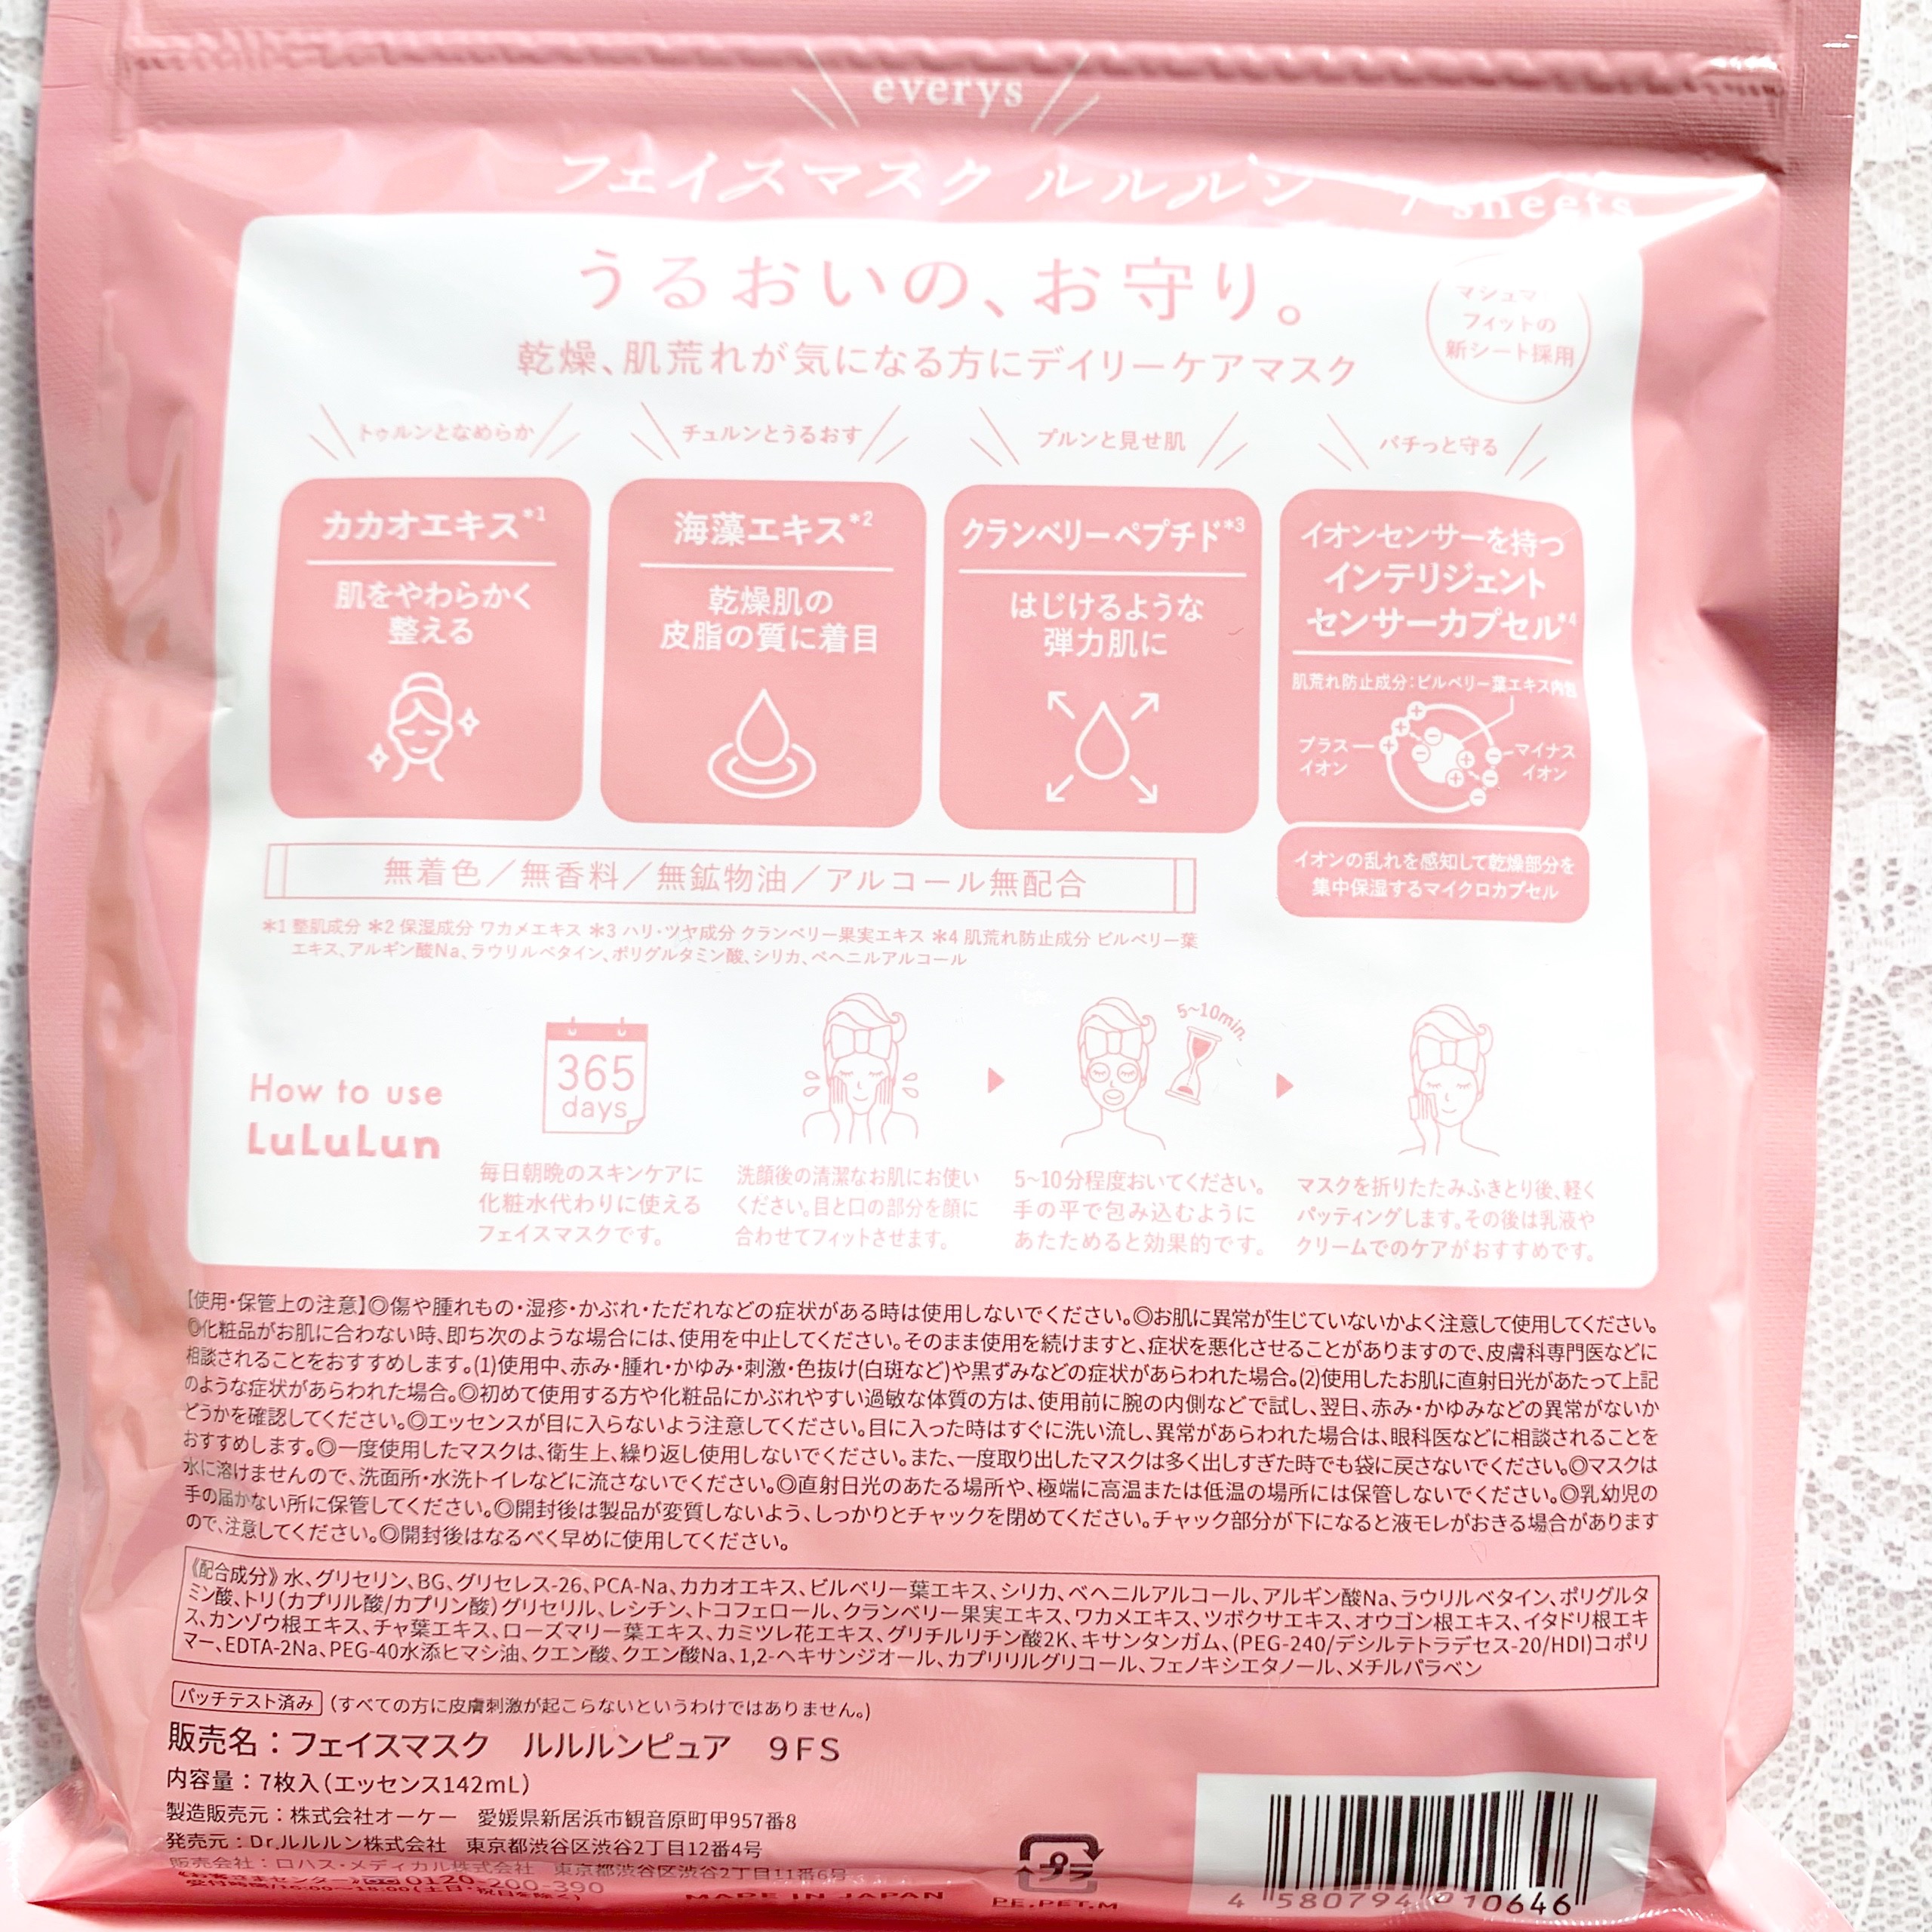 everys
フェイスマスク ルルルン 7 sheets
うるおいの、お守り。
乾燥、肌荒れが気になる方にデイリーケアマスク
フィットの
新シート採用
トゥルンとなめらか
カカオエキス*1
肌をやわらかく
整える
チュルンとうるおす
海藻エキス*2
乾燥肌の
皮脂の質に着目
プルンと見せ肌
クランベリーペプチド*3
はじけるような
弾力肌に
バチっと守る
イオンセンサーを持つ
インテリジェント
センサーカプセル*4
肌荒れ防止成分:ビルベリー葉エキス内包
プラス
イオン
マイナス
イオン
イオンの乱れを感知して乾燥部分を
集中保湿するマイクロカプセル
無着色/無香料/無鉱物油/アルコール無配合
*1 整肌成分 *2 保湿成分 ワカメエキス *3 ハリ・ツヤ成分 クランベリー果実エキス *4 肌荒れ防止成分 ビルベリー葉
エキス、アルギン酸Na、ラウリルベタイン、ポリグルタミン酸、シリカ、ベヘニルアルコール
How to use
LuLuLun
365
days
毎日朝晩のスキンケアに
化粧水代わりに使える
フェイスマスクです。
洗顔後の清潔なお肌にお使い
ください。目と口の部分を顔に
合わせてフィットさせます。
5~10min.
5~10分程度おいてください。
手の平で包み込むように
あたためると効果的です。
マスクを折りたたみふきとり後、軽く
パッティングします。その後は乳液や
クリームでのケアがおすすめです。
【使用・保管上の注意】◎傷や腫れもの・湿疹・かぶれ・ただれなどの症状がある時は使用しないでください。◎お肌に異常が生じていないかよく注意して使用してください。
◎化粧品がお肌に合わない時、即ち次のような場合には、使用を中止してください。そのまま使用を続けますと、症状を悪化させることがありますので、皮膚科専門医などに
相談されることをおすすめします。(1)使用中、赤み・腫れ・かゆみ・刺激・色抜け(白斑など)や黒ずみなどの症状があらわれた場合。(2)使用したお肌に直射日光があたって上記
のような症状があらわれた場合。◎初めて使用する方や化粧品にかぶれやすい過敏な体質の方は、使用前に腕の内側などで試し、翌日、赤み・かゆみなどの異常がないか
どうかを確認してください。◎エッセンスが目に入らないよう注意してください。目に入った時はすぐに洗い流し、異常があらわれた場合は、眼科医などに相談されることを
おすすめします。◎一度使用したマスクは、衛生上、繰り返し使用しないでください。また、一度取り出したマスクは多く出しすぎた時でも袋に戻さないでください。◎マスクは
水に溶けませんので、洗面所・水洗トイレなどに流さないでください。◎直射日光のあたる場所や、極端に高温または低温の場所には保管しないでください。◎乳幼児の
手の届かない所に保管してください。◎開封後は製品が変質しないよう、しっかりとチャックを閉めてください。チャック部分が下になると液モレがおきる場合があります
ので、注意してください。◎開封後はなるべく早めに使用してください。
《配合成分》水、グリセリン、BG、グリセレス-26、PCA-Na、カカオエキス、ビルベリー葉エキス、シリカ、ベヘニルアルコール、アルギン酸Na、ラウリルベタイン、ポリグルタ
ミン酸、トリ(カプリル酸/カプリン酸)グリセリル、レシチン、トコフェロール、クランベリー果実エキス、ワカメエキス、ツボクサエキス、オウゴン根エキス、イタドリ根エキ
ス、カンゾウ根エキス、チャ葉エキス、ローズマリー葉エキス、カミツレ花エキス、グリチルリチン酸2K、キサンタンガム、(PEG-240/デシルテトラデセス-20/HDI)コポリ
マー、EDTA-2Na、PEG-40水添ヒマシ油、クエン酸、クエン酸Na、1,2-ヘキサンジオール、カプリリルグリコール、フェノキシエタノール、メチルパラベン
パッチテスト済み (すべての方に皮膚刺激が起こらないというわけではありません。)
販売名:フェイスマスク ルルルンピュア 9FS
内容量:7枚入(エッセンス142mL)
製造販売元:株式会社オーケー 愛媛県新居浜市観音原町甲957番8
発売元:Dr.ルルルン株式会社 東京都渋谷区渋谷2丁目12番4号
販売会社:ロハス・メディカル株式会社 東京都渋谷区渋谷2丁目11番6号
0120-200-390
受付時間/10:00~18:00(土日・祝日を除く)
MADE IN JAPAN
プラ
PE,PET,M
4 580794 910646